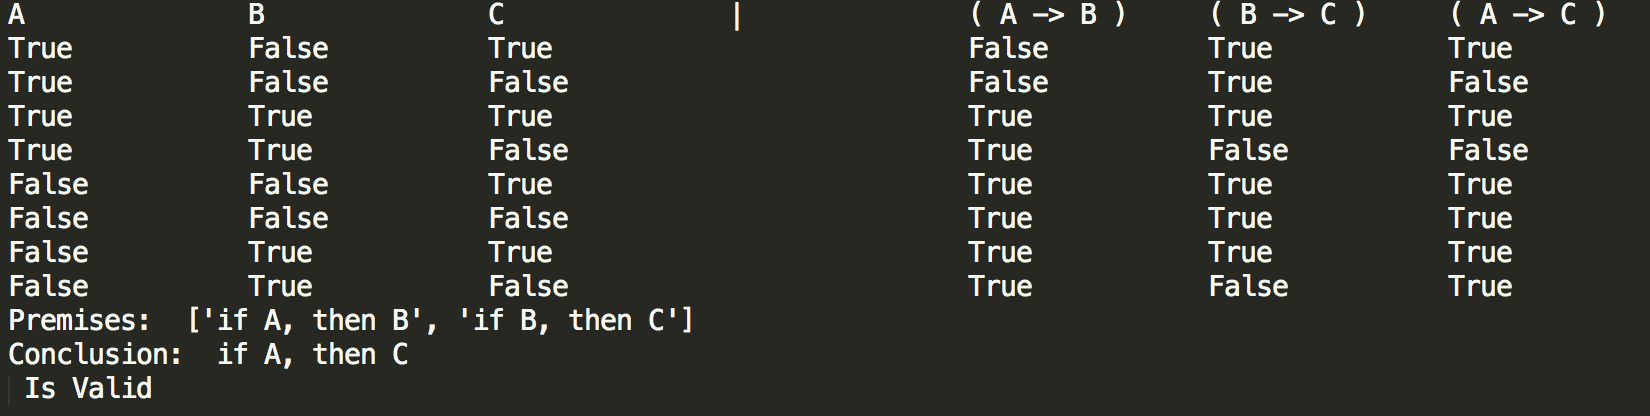 A B C | ( A -> B ) ( B -> C ) ( A -> C )
True False True False True True
True False False False True False
True True True True True True
True True False True False False
False False True True True True
False False False True True True
False True True True True True
False True False True False True
Premises: ['if A, then B', 'if B, then C']
Conclusion: if A, then C
Is Valid